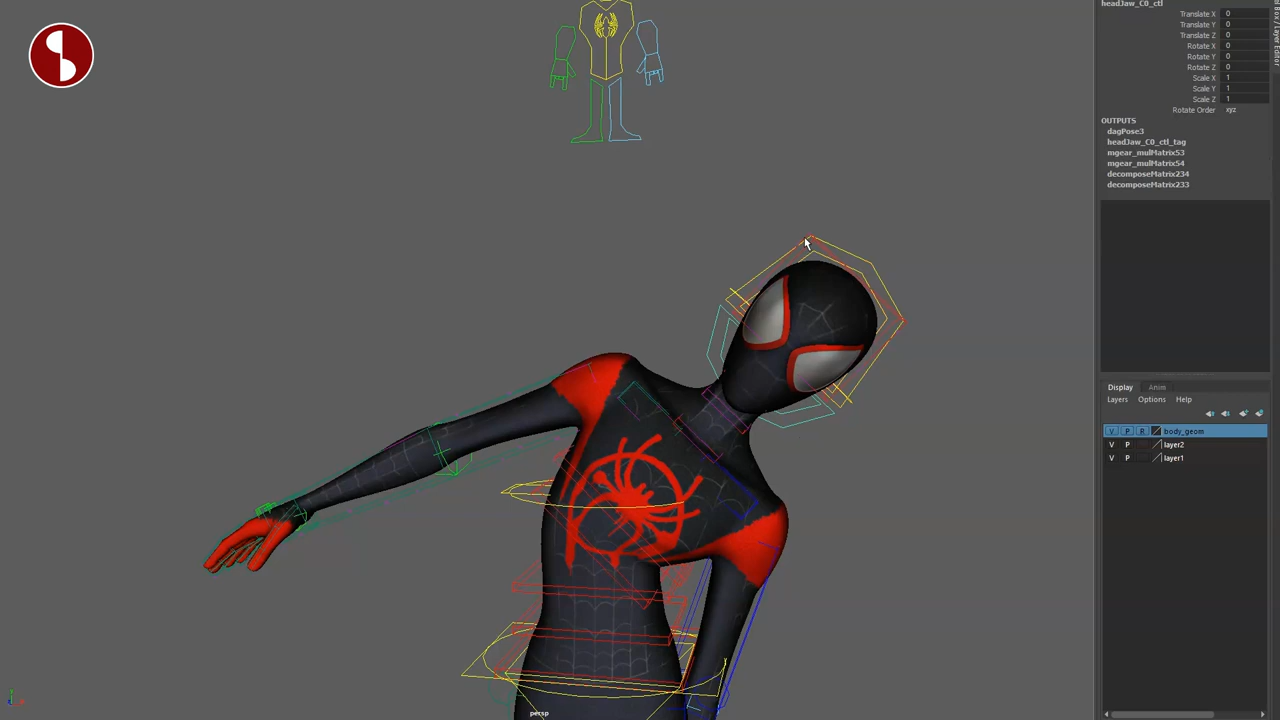 headJaw_C0_ctl
Translate X 0
Translate Y 0
Translate Z 0
Rotate X 0
Rotate Y 0
Rotate Z 0
Scale X 1
Scale Y 1
Scale Z 1
Rotate Order xyz
OUTPUTS
dagPose3
headJaw_C0_ctl_tag
mgear_mulMatrix53
mgear_mulMatrix54
decomposeMatrix234
decomposeMatrix233
Display Anim
Layers Options Help
V P R body_geom
V P layer2
V P layer1
persp